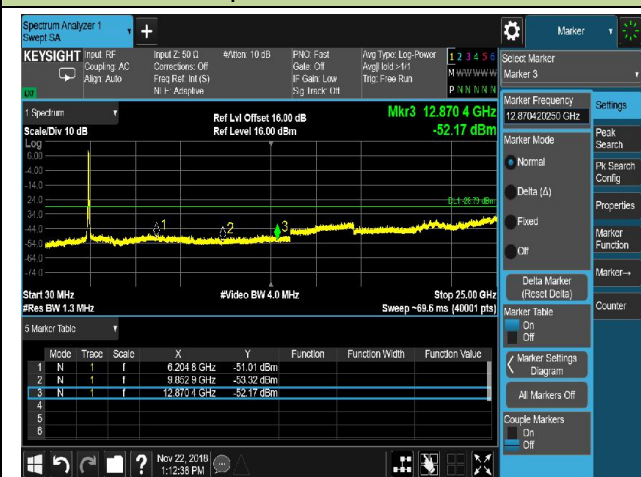 Spectrum Analyzer 1
Swept SA
+
Marker
KEYSIGHT
Input: RF
Coupling: AC
Align: Auto
Input Z: 50 Ω
Corrections: Off
Freq Ref: Int (S)
NFE: Adaptive
#Atten: 10 dB
PNO: Fast
Gate: Off
IF Gain: Low
Sig Track: Off
Avg Type: Log-Power
Avg|Hold >1/1
Trig: Free Run
1 2 3 4 5 6
M W W W W W
P N N N N N
Select Marker
Marker 3
1 Spectrum
Scale/Div 10 dB
Ref Lvl Offset 16.00 dB
Ref Level 16.00 dBm
Mkr3 12.870 4 GHz
-52.17 dBm
Log
6.00
-4.00
-14.0
-24.0
-34.0
-44.0
-54.0
-64.0
-74.0
DL1 -28.79 dBm
1
2
3
Start 30 MHz
#Res BW 1.3 MHz
#Video BW 4.0 MHz
Stop 25.00 GHz
Sweep ~69.6 ms (40001 pts)
5 Marker Table
Mode Trace Scale X Y Function Function Width Function Value
1 N 1 f 6.204 8 GHz -51.01 dBm
2 N 1 f 9.852 9 GHz -53.32 dBm
3 N 1 f 12.870 4 GHz -52.17 dBm
4
5
6
?
Nov 22, 2018
1:12:38 PM
Marker Frequency
12.870420250 GHz
Marker Mode
Normal
Delta (Δ)
Fixed
Off
Delta Marker
(Reset Delta)
Marker Table
On
Off
Marker Settings
Diagram
All Markers Off
Couple Markers
On
Off
Settings
Peak
Search
Pk Search
Config
Properties
Marker
Function
Marker→
Counter